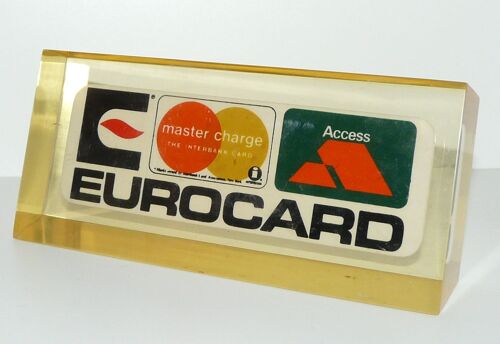 ®
master charge
THE INTERBANK CARD
Access
i
EUROCARD